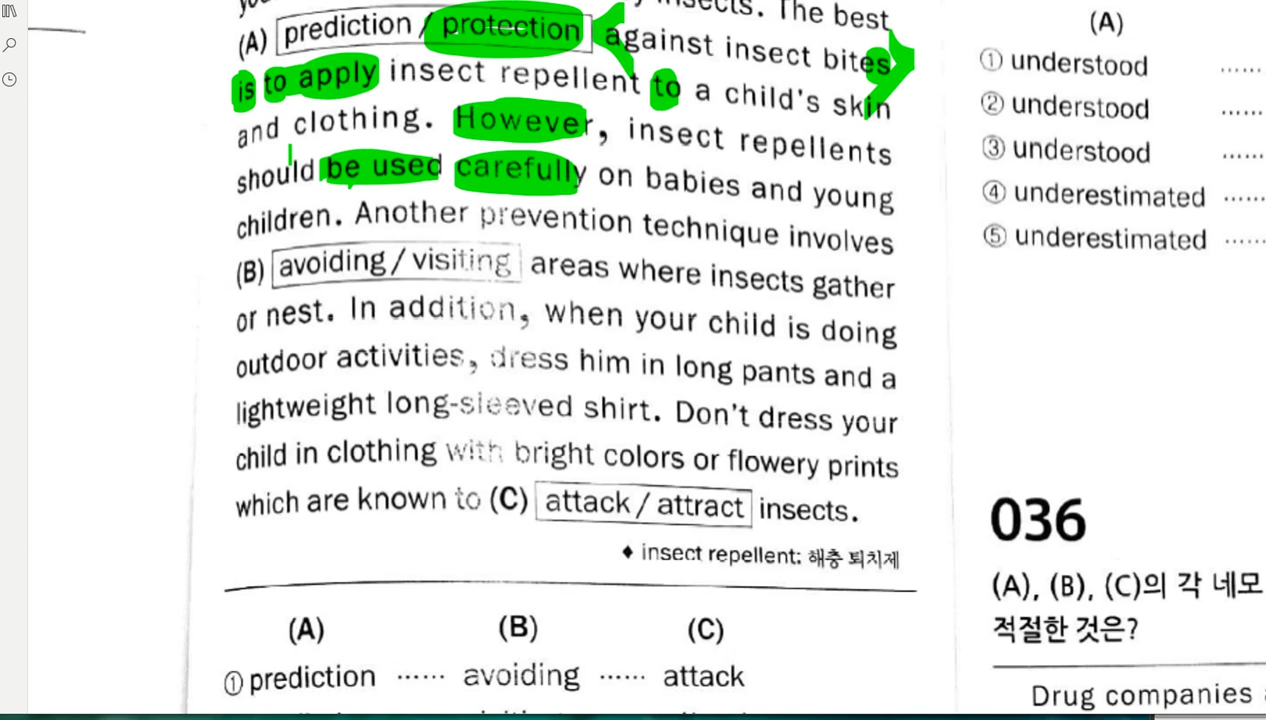 insects. The best
(A) prediction / protection against insect bites
is to apply insect repellent to a child's skin
and clothing. However, insect repellents
should be used carefully on babies and young
children. Another prevention technique involves
(B) avoiding / visiting areas where insects gather
or nest. In addition, when your child is doing
outdoor activities, dress him in long pants and a
lightweight long-sleeved shirt. Don't dress your
child in clothing with bright colors or flowery prints
which are known to (C) attack / attract insects.
♦ insect repellent: 해충 퇴치제
(A) (B) (C)
① prediction ······ avoiding ······ attack
(A)
① understood ······
② understood ······
③ understood ······
④ underestimated ······
⑤ underestimated ······
036
(A), (B), (C)의 각 네모
적절한 것은?
Drug companies